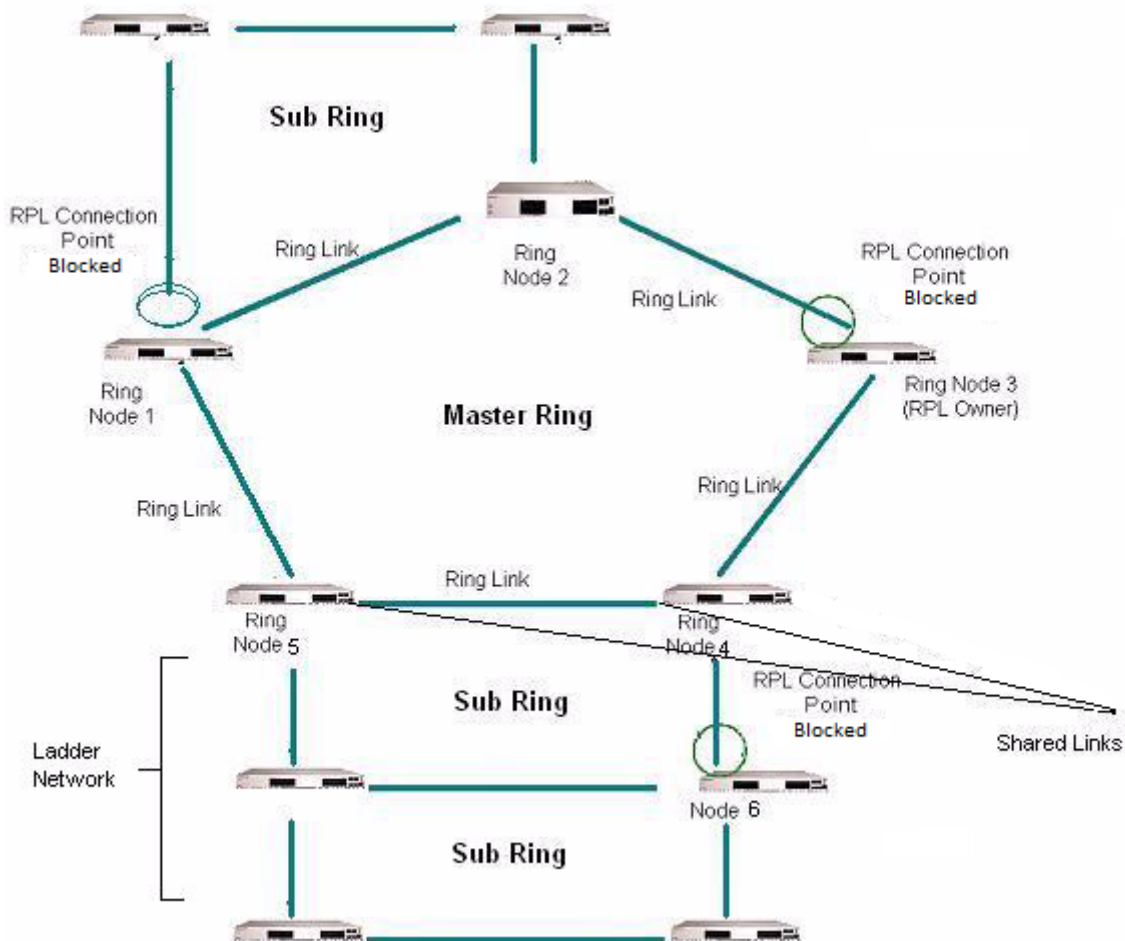 Sub Ring
RPL Connection
Point
Blocked
Ring Link
Ring
Node 2
Ring Link
RPL Connection
Point
Blocked
Ring
Node 1
Master Ring
Ring Node 3
(RPL Owner)
Ring Link
Ring Link
Ring Link
Ring
Node 5
Ring
Node 4
Sub Ring
RPL Connection
Point
Blocked
Shared Links
Ladder
Network
Node 6
Sub Ring